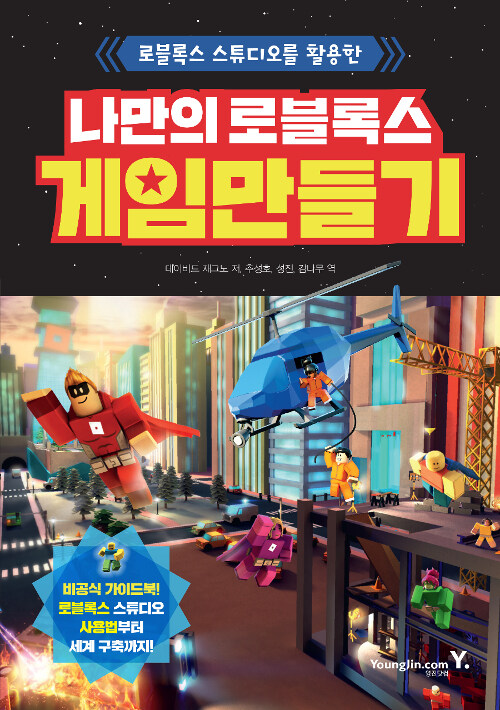 로블록스 스튜디오를 활용한
나만의 로블록스
게임만들기
데이비드 재그노 저, 주성호, 성진, 김나무 역
비공식 가이드북!
로블록스 스튜디오
사용법부터
세계 구축까지!
YoungJin.com Y.
영진닷컴